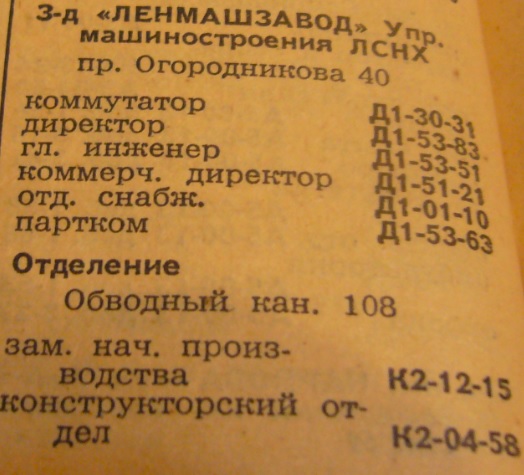 З-д «ЛЕНМАШЗАВОД» Упр.
машиностроения ЛСНХ
пр. Огородникова 40
коммутатор Д1-30-31
директор Д1-53-83
гл. инженер Д1-53-51
коммерч. директор Д1-51-21
отд. снабж. Д1-01-10
партком Д1-53-63
Отделение
Обводный кан. 108
зам. нач. произ-
водства К2-12-15
конструкторский от-
дел К2-04-58